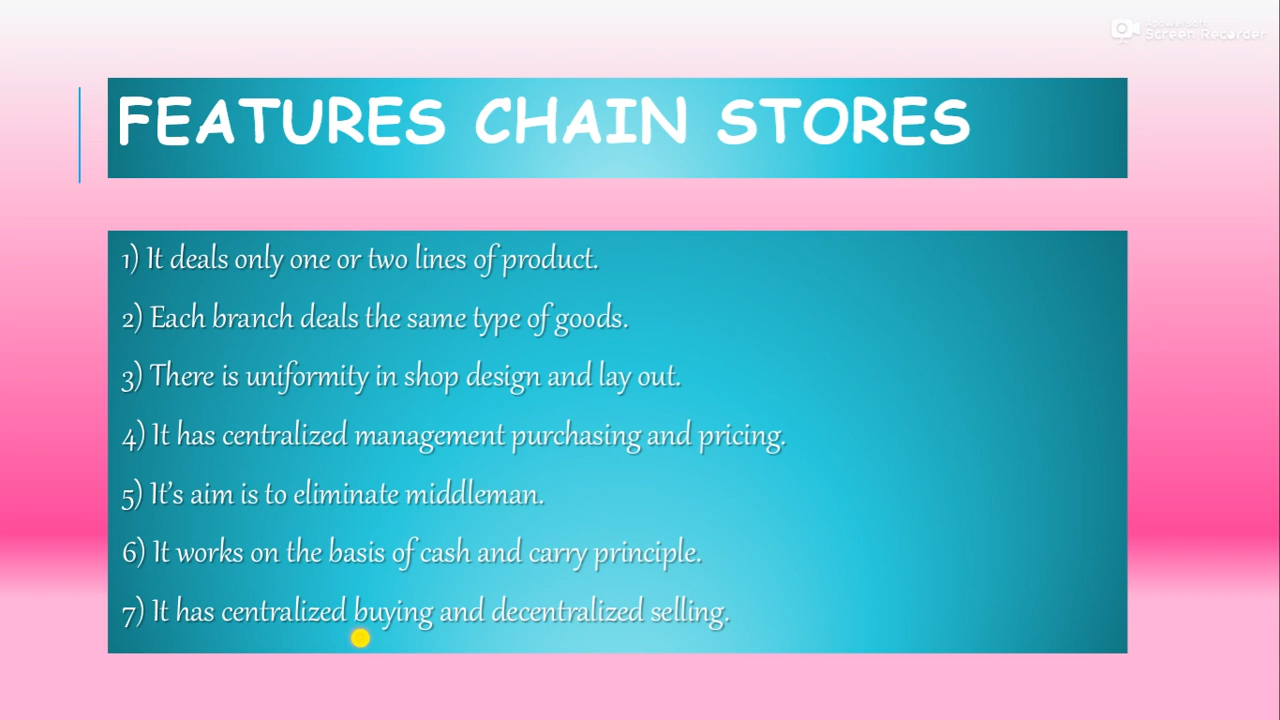 Apowersoft
Screen Recorder
FEATURES CHAIN STORES
1) It deals only one or two lines of product.
2) Each branch deals the same type of goods.
3) There is uniformity in shop design and lay out.
4) It has centralized management purchasing and pricing.
5) It's aim is to eliminate middleman.
6) It works on the basis of cash and carry principle.
7) It has centralized buying and decentralized selling.